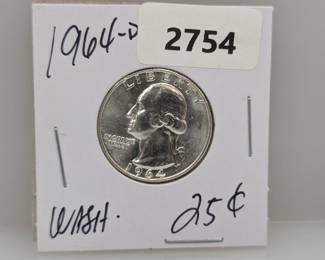 1964-D
2754
LIBERTY
IN GOD WE TRUST
1964
WASH.
25¢